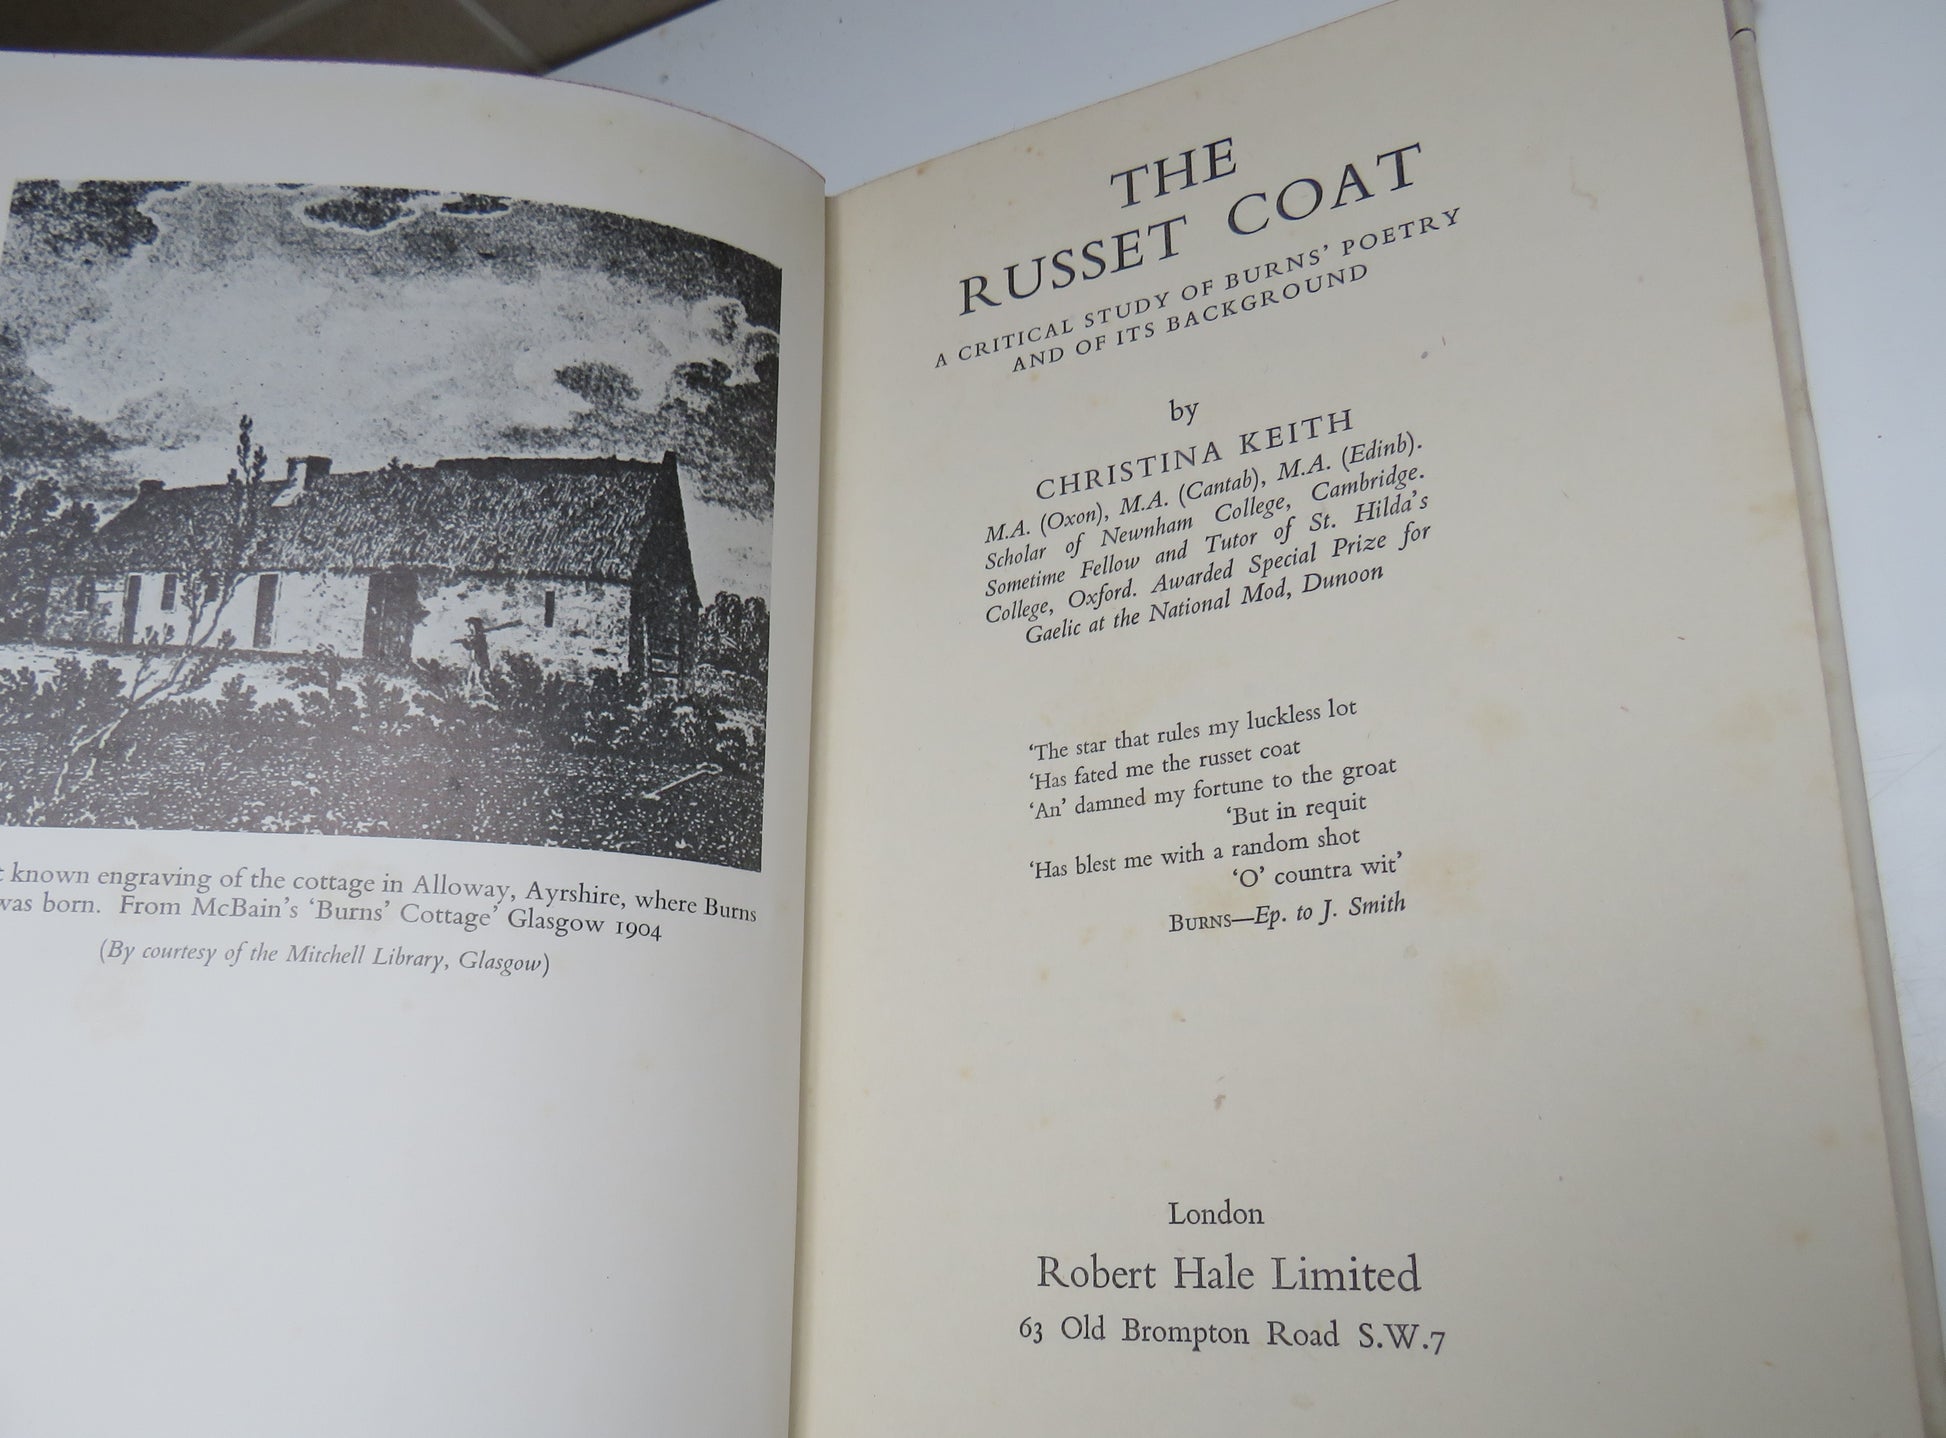 known engraving of the cottage in Alloway, Ayrshire, where Burns
was born. From McBain's 'Burns' Cottage' Glasgow 1904
(By courtesy of the Mitchell Library, Glasgow)
THE
RUSSET COAT
A CRITICAL STUDY OF BURNS' POETRY
AND OF ITS BACKGROUND
by
CHRISTINA KEITH
M.A. (Oxon), M.A. (Cantab), M.A. (Edinb).
Scholar of Newnham College, Cambridge.
Sometime Fellow and Tutor of St. Hilda's
College, Oxford. Awarded Special Prize for
Gaelic at the National Mod, Dunoon
'The star that rules my luckless lot
'Has fated me the russet coat
'An' damned my fortune to the groat
'But in requit
'Has blest me with a random shot
'O' countra wit'
BURNS—Ep. to J. Smith
London
Robert Hale Limited
63 Old Brompton Road S.W.7